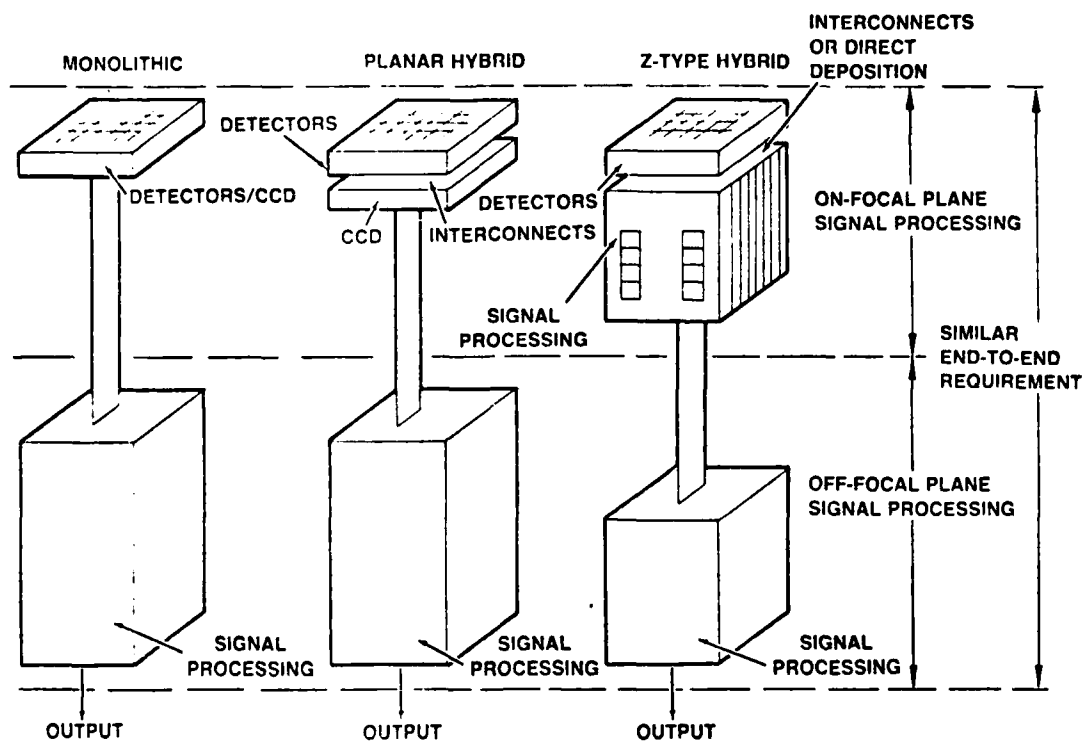 INTERCONNECTS
OR DIRECT
DEPOSITION
MONOLITHIC
PLANAR HYBRID
Z-TYPE HYBRID
DETECTORS
DETECTORS/CCD
CCD
INTERCONNECTS
DETECTORS
SIGNAL
PROCESSING
ON-FOCAL PLANE
SIGNAL PROCESSING
SIMILAR
END-TO-END
REQUIREMENT
OFF-FOCAL PLANE
SIGNAL PROCESSING
SIGNAL
PROCESSING
SIGNAL
PROCESSING
SIGNAL
PROCESSING
OUTPUT
OUTPUT
OUTPUT